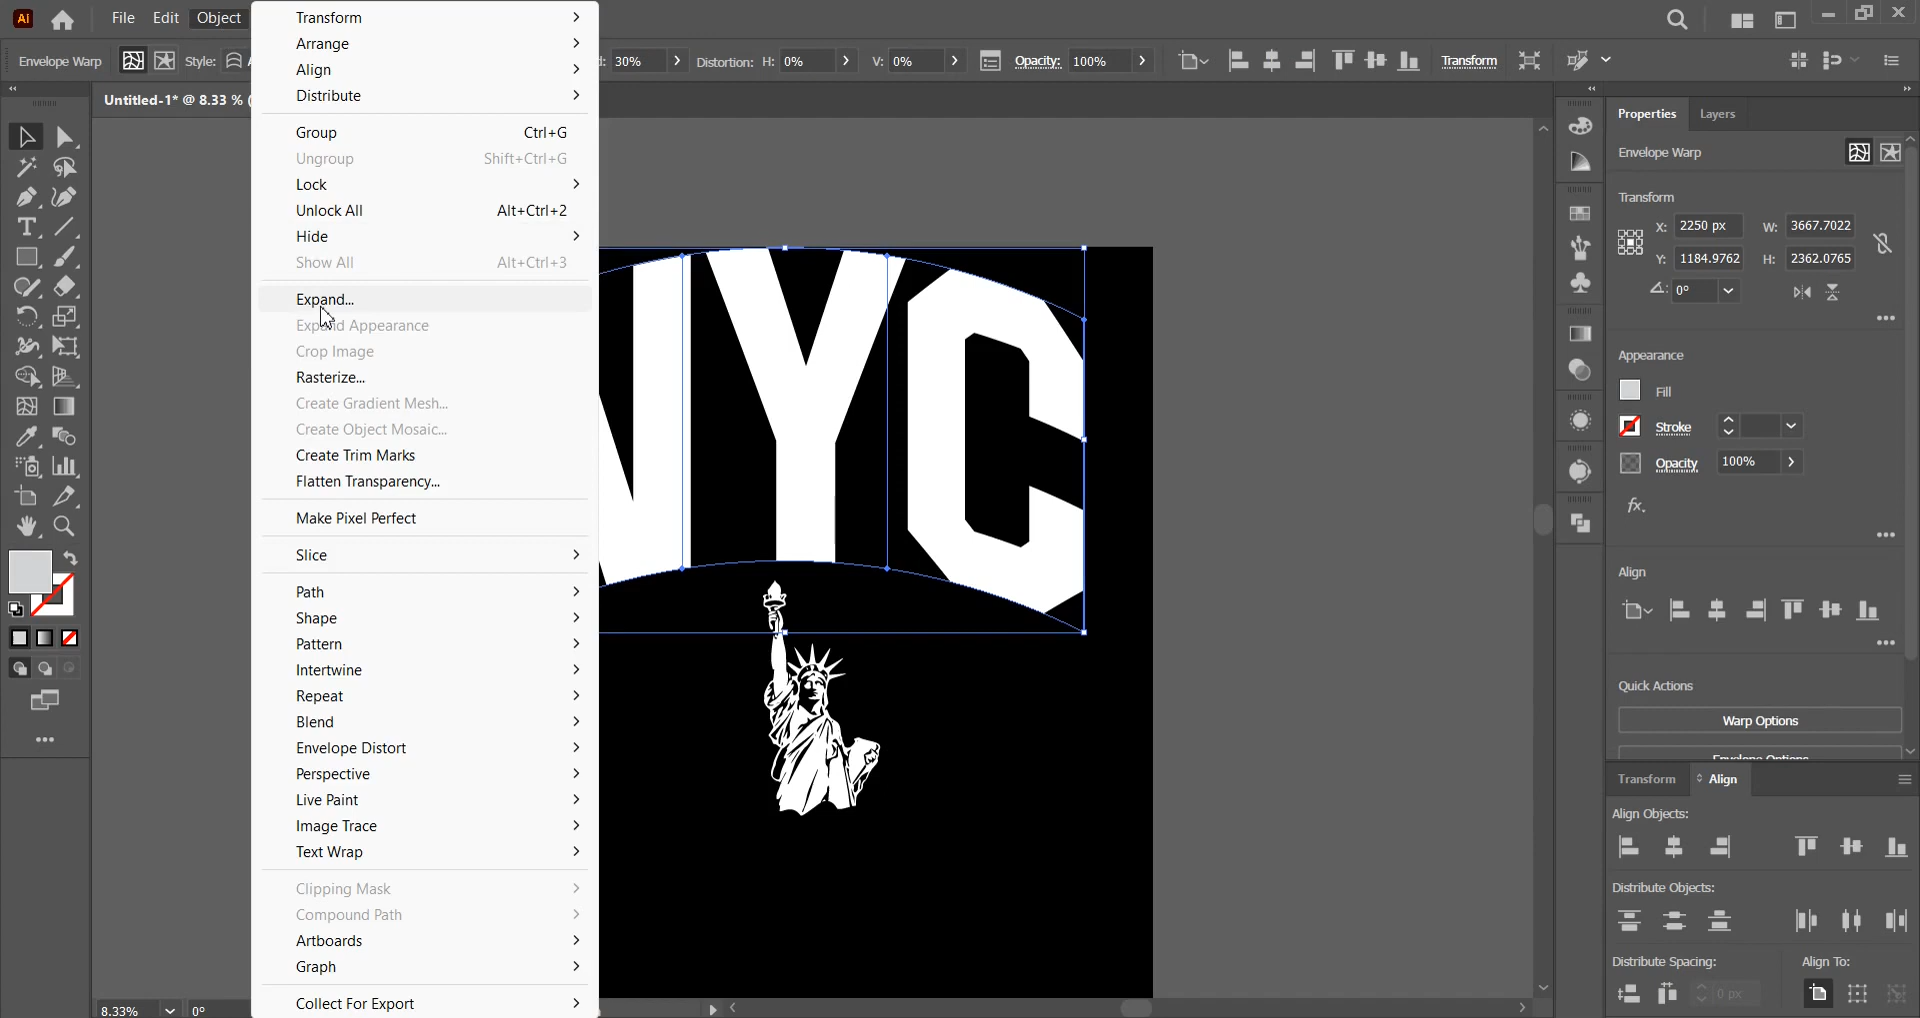 Ai
File
Edit
Object
Envelope Warp
Style:
30%
Distortion:
H:
0%
V:
0%
Opacity:
100%
Transform
Untitled-1* @ 8.33 % (
Transform
Arrange
Align
Distribute
Group Ctrl+G
Ungroup Shift+Ctrl+G
Lock
Unlock All Alt+Ctrl+2
Hide
Show All Alt+Ctrl+3
Expand...
Expand Appearance
Crop Image
Rasterize...
Create Gradient Mesh...
Create Object Mosaic...
Create Trim Marks
Flatten Transparency...
Make Pixel Perfect
Slice
Path
Shape
Pattern
Intertwine
Repeat
Blend
Envelope Distort
Perspective
Live Paint
Image Trace
Text Wrap
Clipping Mask
Compound Path
Artboards
Graph
Collect For Export
NYC
8.33%
0°
Properties
Layers
Envelope Warp
Transform
X: 2250 px W: 3667.7022
Y: 1184.9762 H: 2362.0765
0°
Appearance
Fill
Stroke
Opacity 100%
fx.
Align
Quick Actions
Warp Options
Envelope Options
Transform
Align
Align Objects:
Distribute Objects:
Distribute Spacing: Align To:
0 px